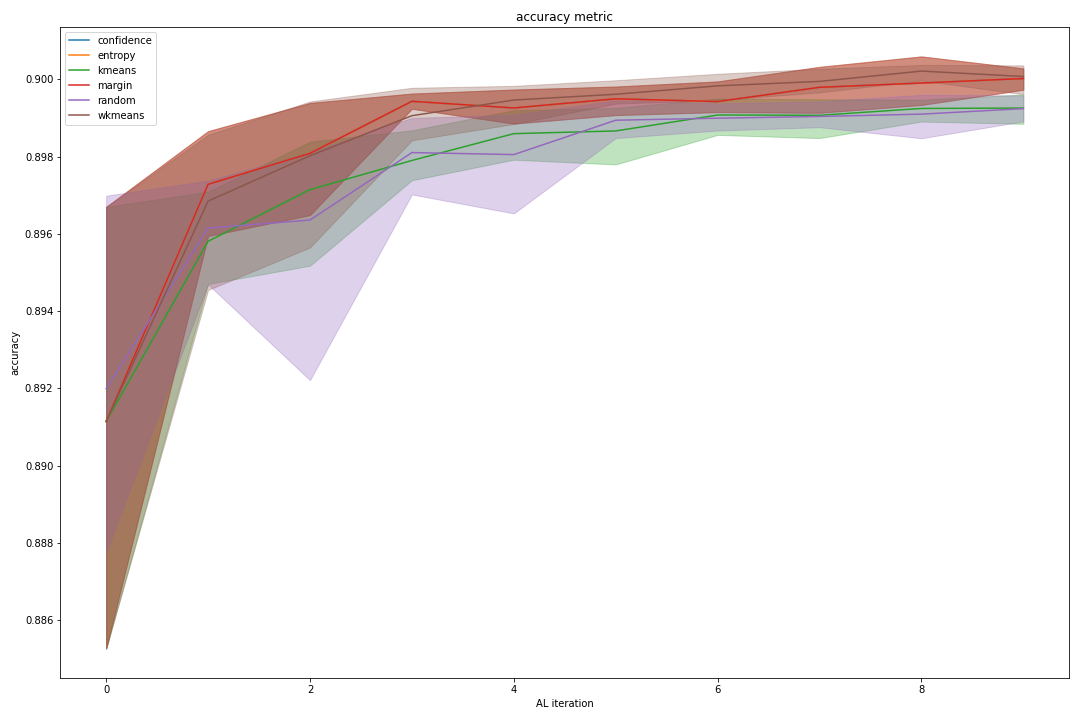 accuracy metric
confidence
entropy
kmeans
margin
random
wkmeans
0.900
0.898
0.896
0.894
0.892
0.890
0.888
0.886
accuracy
0 2 4 6 8
AL iteration